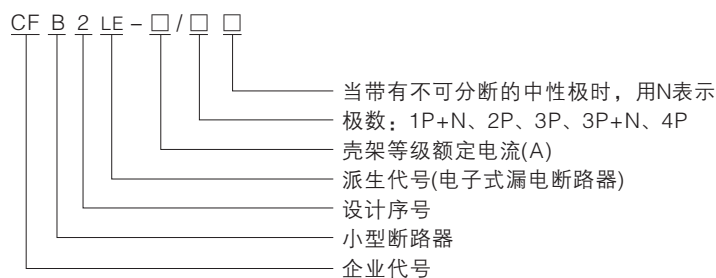 CF B 2 LE - □ / □ □
当带有不可分断的中性极时，用N表示
极数：1P+N、2P、3P、3P+N、4P
壳架等级额定电流(A)
派生代号(电子式漏电断路器)
设计序号
小型断路器
企业代号